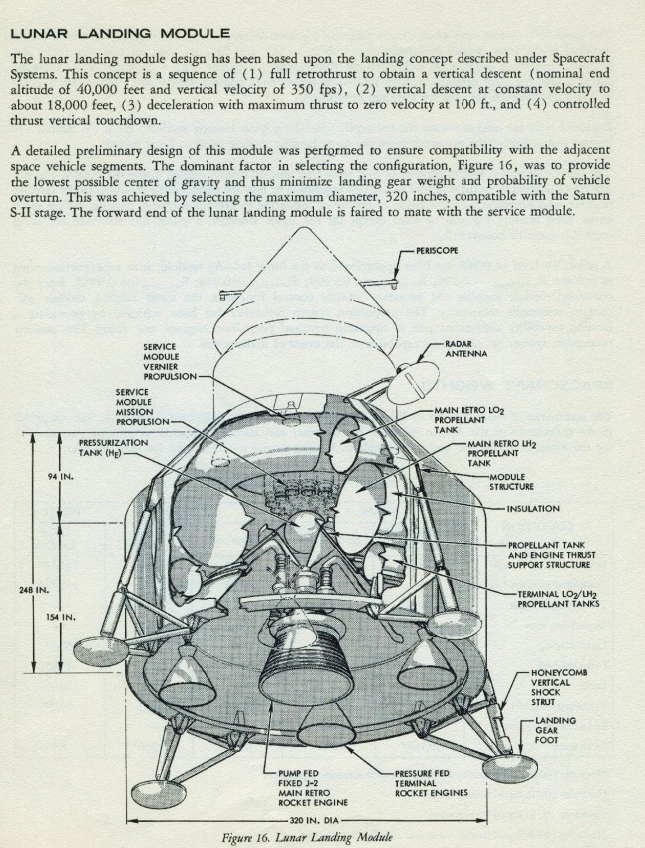 LUNAR LANDING MODULE
The lunar landing module design has been based upon the landing concept described under Spacecraft
Systems. This concept is a sequence of (1) full retrothrust to obtain a vertical descent (nominal end
altitude of 40,000 feet and vertical velocity of 350 fps), (2) vertical descent at constant velocity to
about 18,000 feet, (3) deceleration with maximum thrust to zero velocity at 100 ft., and (4) controlled
thrust vertical touchdown.
A detailed preliminary design of this module was performed to ensure compatibility with the adjacent
space vehicle segments. The dominant factor in selecting the configuration, Figure 16, was to provide
the lowest possible center of gravity and thus minimize landing gear weight and probability of vehicle
overturn. This was achieved by selecting the maximum diameter, 320 inches, compatible with the Saturn
S-II stage. The forward end of the lunar landing module is faired to mate with the service module.
PERISCOPE
SERVICE
MODULE
VERNIER
PROPULSION
RADAR
ANTENNA
SERVICE
MODULE
MISSION
PROPULSION
MAIN RETRO LO2
PROPELLANT
TANK
PRESSURIZATION
TANK (HE)
MAIN RETRO LH2
PROPELLANT
TANK
94 IN.
MODULE
STRUCTURE
INSULATION
PROPELLANT TANK
AND ENGINE THRUST
SUPPORT STRUCTURE
248 IN.
154 IN.
TERMINAL LO2/LH2
PROPELLANT TANKS
HONEYCOMB
VERTICAL
SHOCK
STRUT
LANDING
GEAR
FOOT
PUMP FED
FIXED J-2
MAIN RETRO
ROCKET ENGINE
PRESSURE FED
TERMINAL
ROCKET ENGINES
320 IN. DIA
Figure 16. Lunar Landing Module